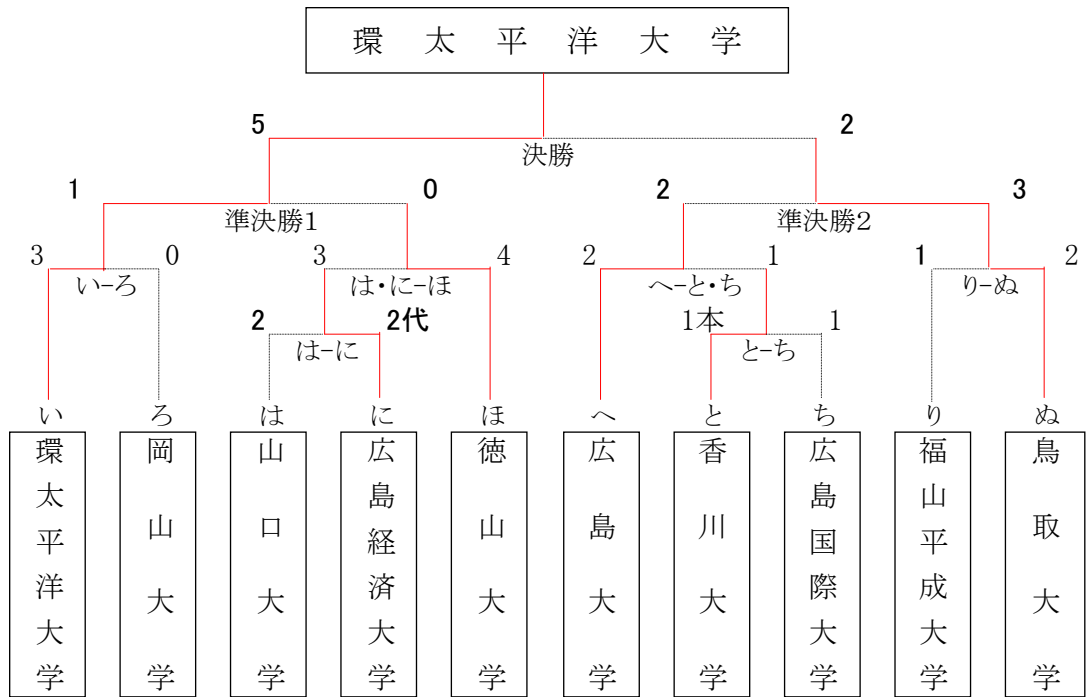 環太平洋大学
5 2
決勝
1 0 2 3
準決勝1 準決勝2
3 0 3 4 2 1 1 2
い-ろ は・に-ほ へ-と・ち り-ぬ
2 2代 1本 1
は-に と-ち
い ろ は に ほ へ と ち り ぬ
環太平洋大学
岡山大学
山口大学
広島経済大学
徳山大学
広島大学
香川大学
広島国際大学
福山平成大学
鳥取大学